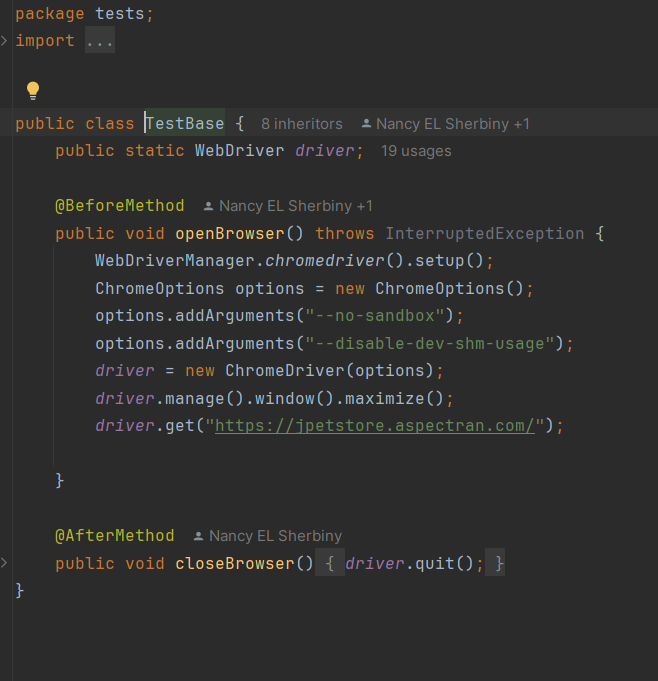 package tests;
import ...
public class TestBase { 8 inheritors Nancy EL Sherbiny +1
public static WebDriver driver; 19 usages
@BeforeMethod Nancy EL Sherbiny +1
public void openBrowser() throws InterruptedException {
WebDriverManager.chromedriver().setup();
ChromeOptions options = new ChromeOptions();
options.addArguments("--no-sandbox");
options.addArguments("--disable-dev-shm-usage");
driver = new ChromeDriver(options);
driver.manage().window().maximize();
driver.get("https://jpetstore.aspectran.com/");
}
@AfterMethod Nancy EL Sherbiny
public void closeBrowser() { driver.quit(); }
}